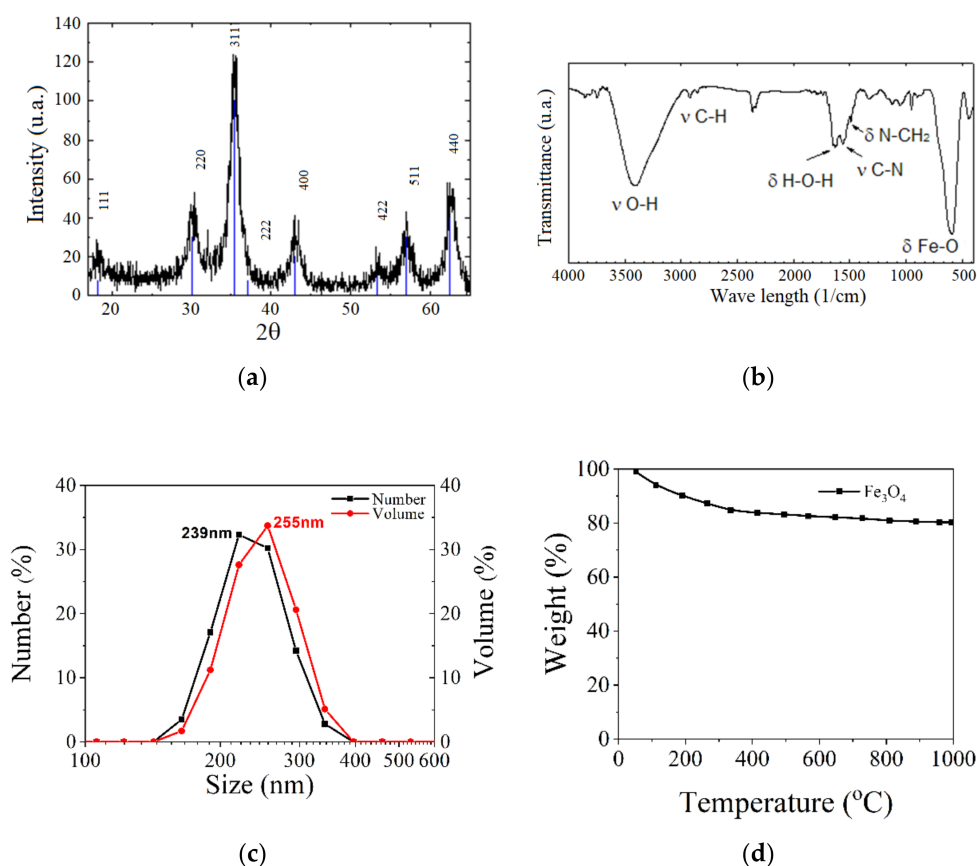 140
120
100
80
60
40
20
0
Intensity (u.a.)
111
220
311
222
400
422
511
440
20
30
40
50
60
2θ
(a)
Transmittance (u.a.)
ν O-H
ν C-H
δ H-O-H
ν C-N
δ N-CH₂
δ Fe-O
4000 3500 3000 2500 2000 1500 1000 500
Wave length (1/cm)
(b)
40
30
20
10
0
Number (%)
Number
Volume
239nm
255nm
40
30
20
10
0
Volume (%)
100 200 300 400 500 600
Size (nm)
(c)
100
80
60
40
20
0
Weight (%)
Fe₃O₄
0 200 400 600 800 1000
Temperature (°C)
(d)